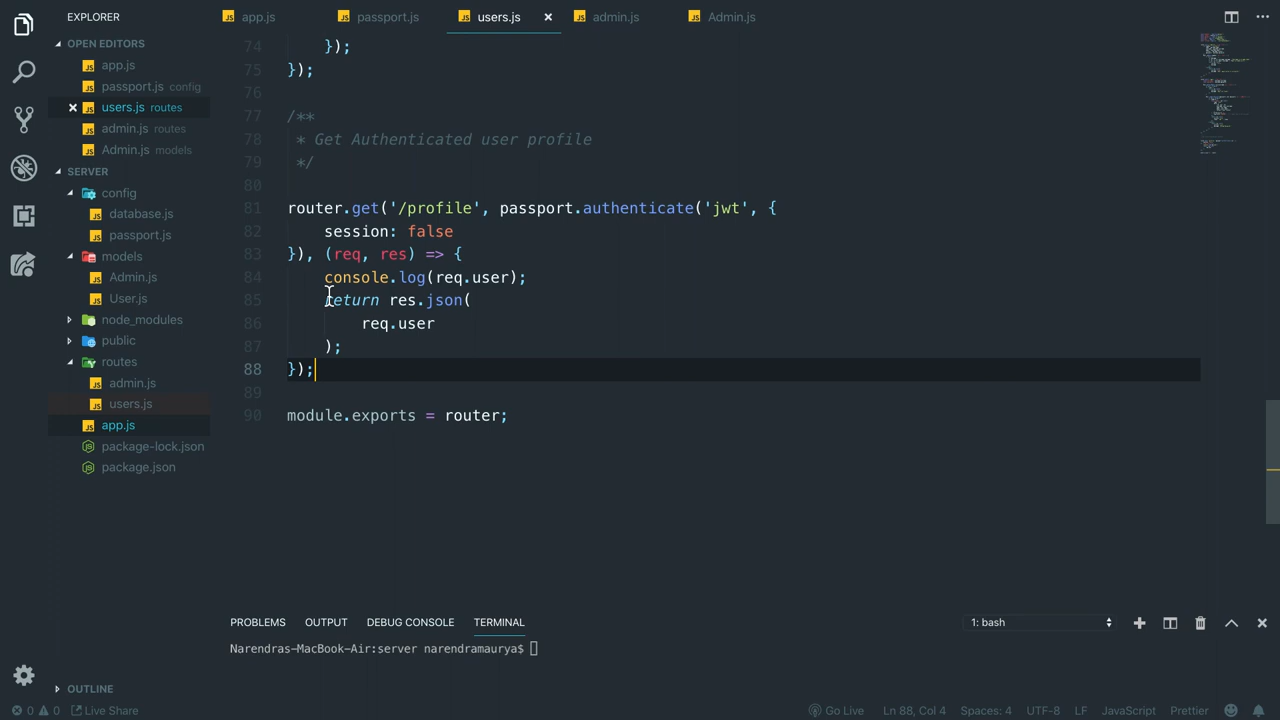 EXPLORER
OPEN EDITORS
app.js
passport.js config
users.js routes
admin.js routes
Admin.js models
SERVER
config
database.js
passport.js
models
Admin.js
User.js
node_modules
public
routes
admin.js
users.js
app.js
package-lock.json
package.json
OUTLINE
app.js passport.js users.js admin.js Admin.js
74 });
75 });
76
77 /**
78 * Get Authenticated user profile
79 */
80
81 router.get('/profile', passport.authenticate('jwt', {
82 session: false
83 }), (req, res) => {
84 console.log(req.user);
85 return res.json(
86 req.user
87 );
88 });
89
90 module.exports = router;
PROBLEMS OUTPUT DEBUG CONSOLE TERMINAL 1: bash
Narendras-MacBook-Air:server narendramaurya$
0 0 Live Share Go Live Ln 88, Col 4 Spaces: 4 UTF-8 LF JavaScript Prettier